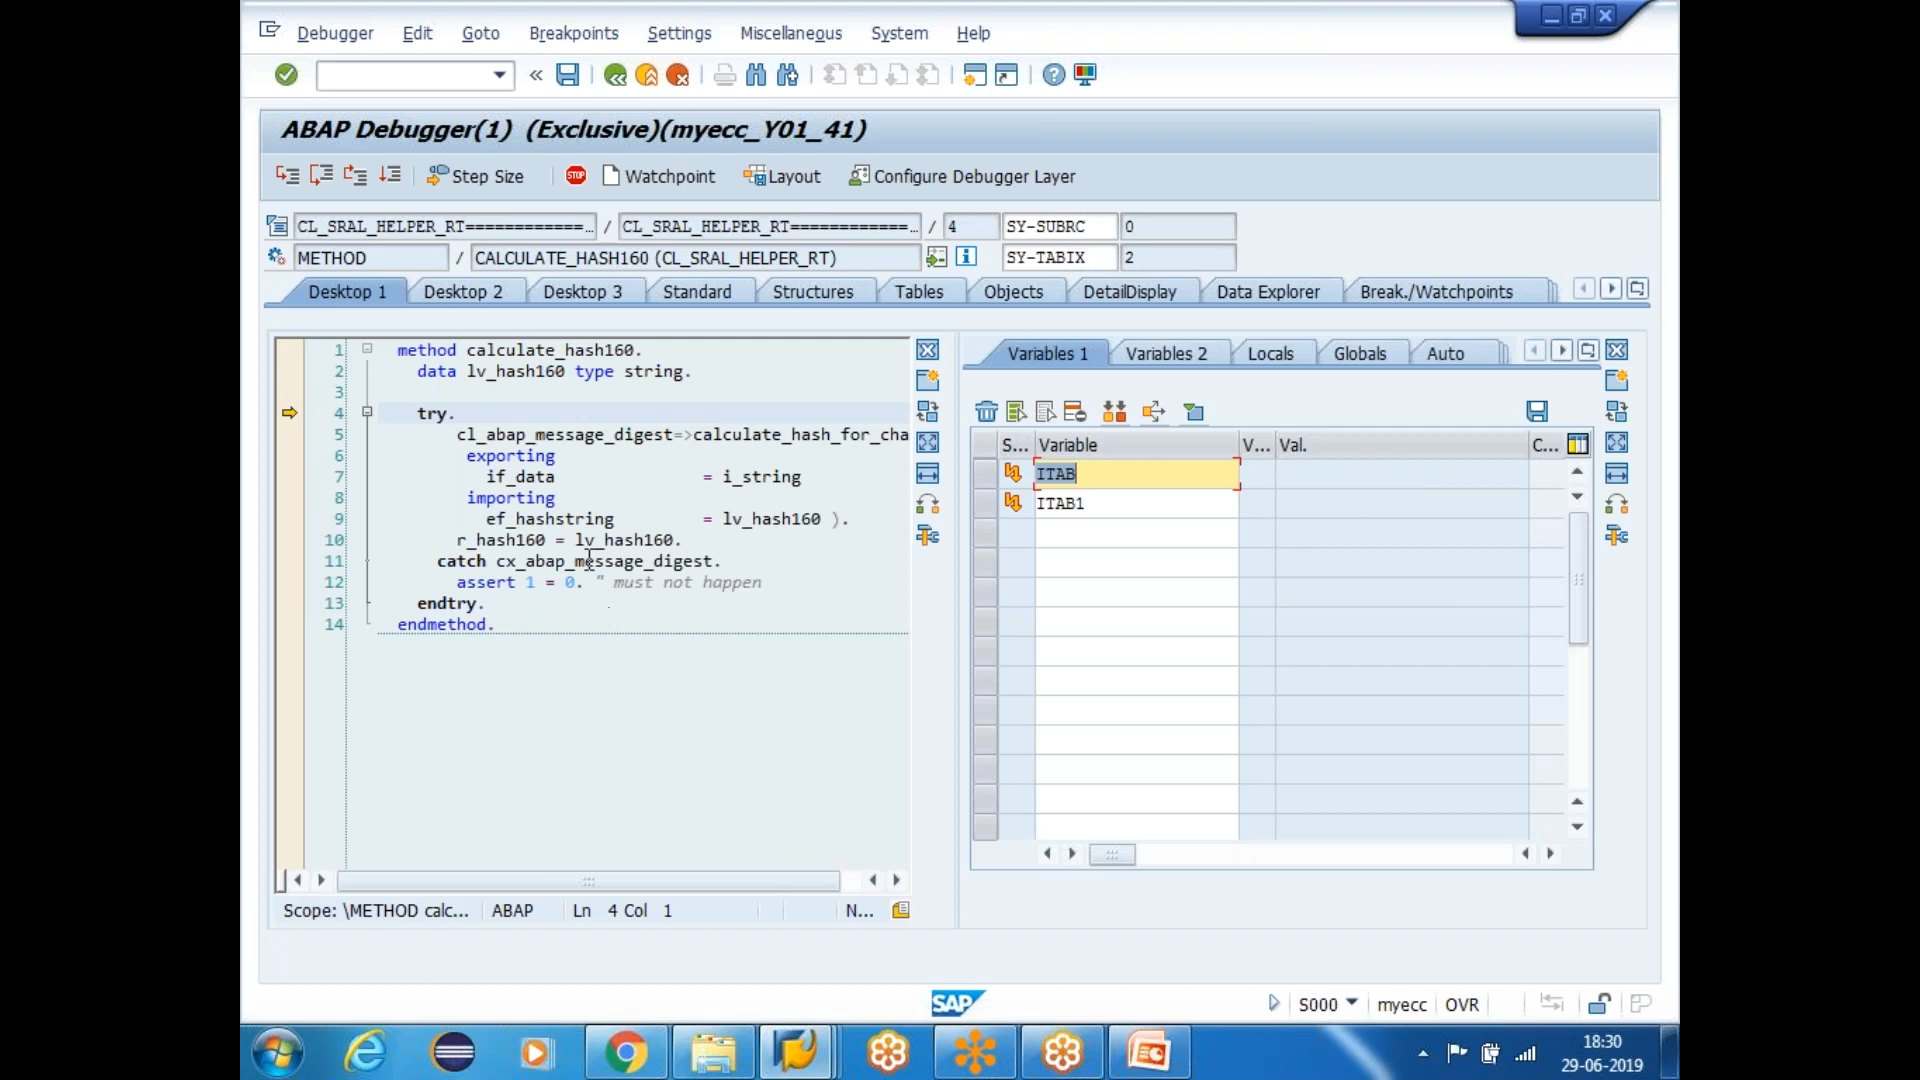 Debugger Edit Goto Breakpoints Settings Miscellaneous System Help
ABAP Debugger(1) (Exclusive)(myecc_Y01_41)
Step Size STOP Watchpoint Layout Configure Debugger Layer
CL_SRAL_HELPER_RT============... / CL_SRAL_HELPER_RT============... / 4 SY-SUBRC 0
METHOD / CALCULATE_HASH160 (CL_SRAL_HELPER_RT) SY-TABIX 2
Desktop 1 Desktop 2 Desktop 3 Standard Structures Tables Objects DetailDisplay Data Explorer Break./Watchpoints
1 method calculate_hash160.
2 data lv_hash160 type string.
3
4 try.
5 cl_abap_message_digest=>calculate_hash_for_cha
6 exporting
7 if_data = i_string
8 importing
9 ef_hashstring = lv_hash160 ).
10 r_hash160 = lv_hash160.
11 catch cx_abap_message_digest.
12 assert 1 = 0. " must not happen
13 endtry.
14 endmethod.
Scope: \METHOD calc... ABAP Ln 4 Col 1 N...
Variables 1 Variables 2 Locals Globals Auto
S... Variable V... Val. C...
ITAB
ITAB1
SAP
S000 myecc OVR
18:30
29-06-2019